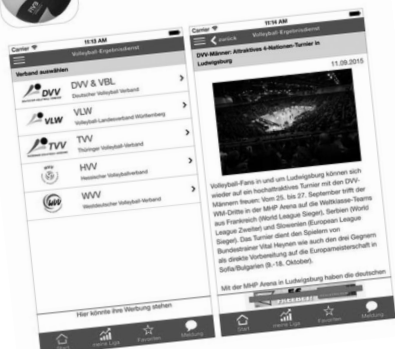 Carrier 11:13 AM
Volleyball-Ergebnisdienst
Verband auswählen
DVV
DVV & VBL
Deutscher Volleyball Verband
VLW
VLW
Volleyball-Landesverband Württemberg
TVV
TVV
Thüringer Volleyball-Verband
HVV
Hessischer Volleyballverband
WVV
WVV
Westdeutscher Volleyball-Verband
Hier könnte Ihre Werbung stehen
Start
meine Liga
Favoriten
Meldung
Carrier 11:14 AM
zurück Volleyball-Ergebnisdienst
DVV-Männer: Attraktives 4-Nationen-Turnier in
Ludwigsburg
11.09.2015
Volleyball-Fans in und um Ludwigsburg können sich
wieder auf ein hochattraktives Turnier mit den DVV-
Männern freuen: Vom 25. bis 27. September trifft der
WM-Dritte in der MHP Arena auf die Weltklasse-Teams
aus Frankreich (World League Sieger), Serbien (World
League Zweiter) und Slowenien (European League
Sieger). Das Turnier dient den Spielern von
Bundestrainer Vital Heynen wie auch den drei Gegnern
als direkte Vorbereitung auf die Europameisterschaft in
Sofia/Bulgarien (9.-18. Oktober).
Mit der MHP Arena in Ludwigsburg haben die deutschen
Start
meine Liga
Favoriten
Meldung